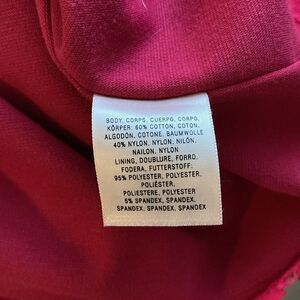 BODY, CORPS, CUERPO, CORPO,
KÖRPER: 60% COTTON, COTON,
ALGODÓN, COTONE, BAUMWOLLE
40% NYLON, NYLON, NILÓN,
NAILON, NYLON
LINING, DOUBLURE, FORRO,
FODERA, FUTTERSTOFF:
95% POLYESTER, POLYESTER,
POLIÉSTER,
POLIESTERE, POLYESTER
5% SPANDEX, SPANDEX,
SPANDEX, SPANDEX, SPANDEX